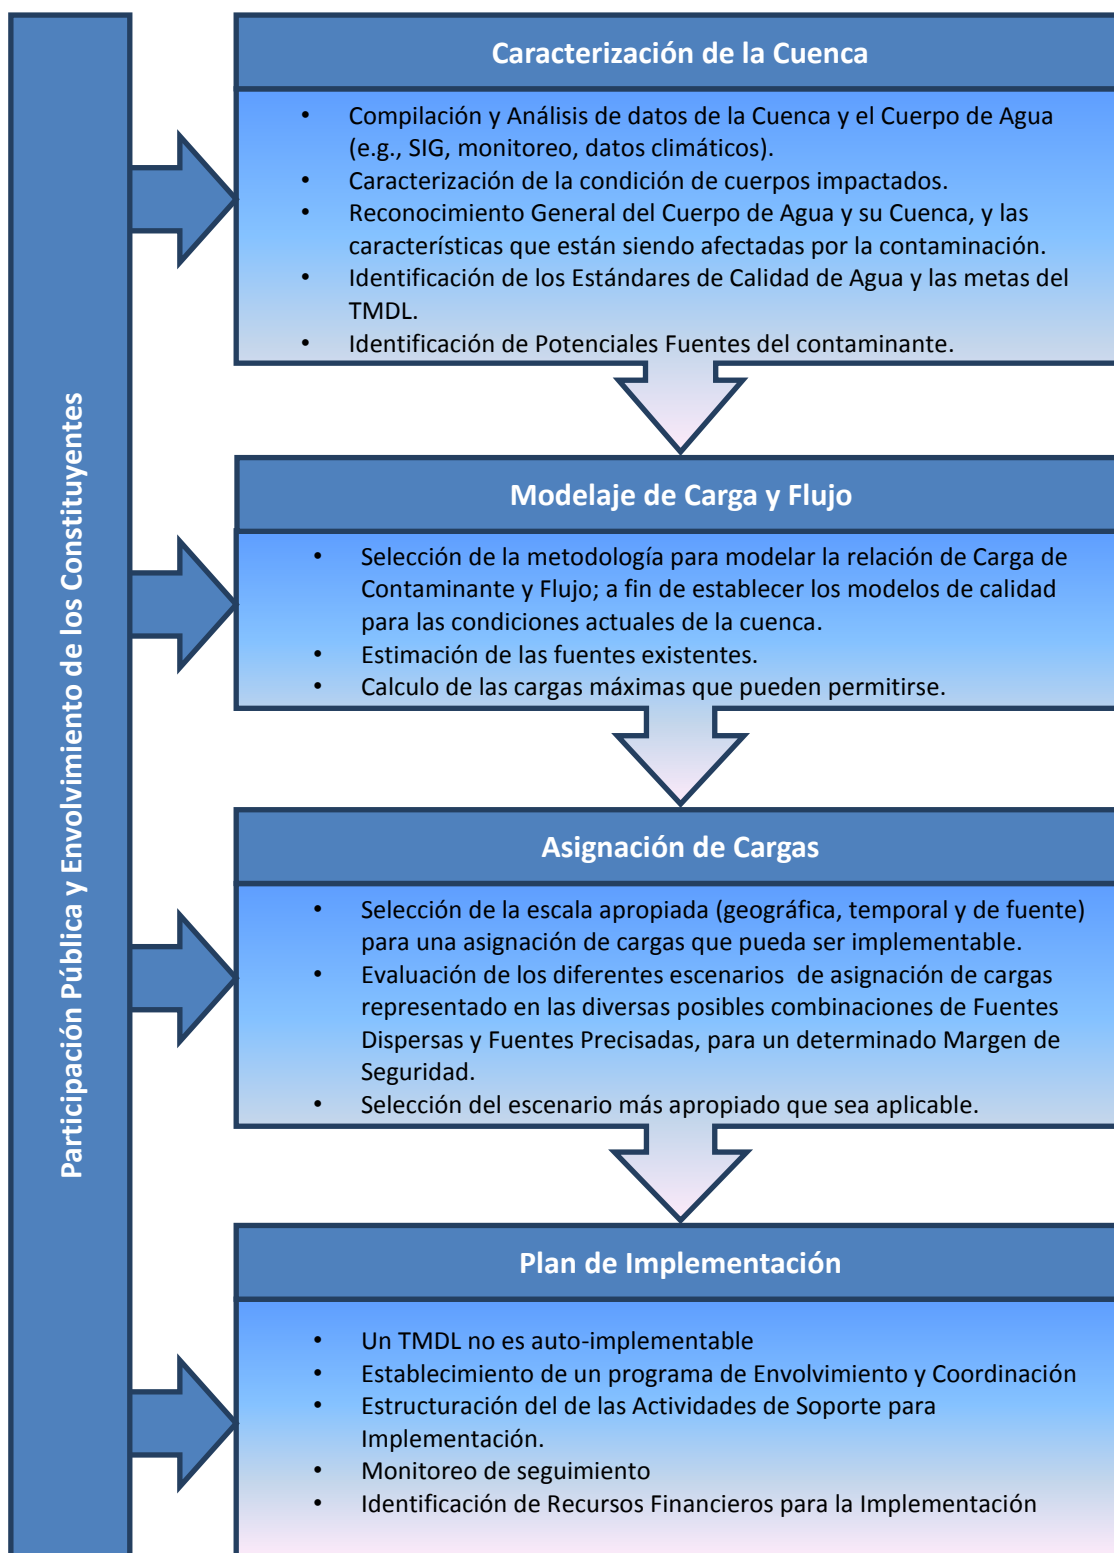 Participación Pública y Envolvimiento de los Constituyentes
Caracterización de la Cuenca
• Compilación y Análisis de datos de la Cuenca y el Cuerpo de Agua
(e.g., SIG, monitoreo, datos climáticos).
• Caracterización de la condición de cuerpos impactados.
• Reconocimiento General del Cuerpo de Agua y su Cuenca, y las
características que están siendo afectadas por la contaminación.
• Identificación de los Estándares de Calidad de Agua y las metas del
TMDL.
• Identificación de Potenciales Fuentes del contaminante.
Modelaje de Carga y Flujo
• Selección de la metodología para modelar la relación de Carga de
Contaminante y Flujo; a fin de establecer los modelos de calidad
para las condiciones actuales de la cuenca.
• Estimación de las fuentes existentes.
• Calculo de las cargas máximas que pueden permitirse.
Asignación de Cargas
• Selección de la escala apropiada (geográfica, temporal y de fuente)
para una asignación de cargas que pueda ser implementable.
• Evaluación de los diferentes escenarios de asignación de cargas
representado en las diversas posibles combinaciones de Fuentes
Dispersas y Fuentes Precisadas, para un determinado Margen de
Seguridad.
• Selección del escenario más apropiado que sea aplicable.
Plan de Implementación
• Un TMDL no es auto-implementable
• Establecimiento de un programa de Envolvimiento y Coordinación
• Estructuración del de las Actividades de Soporte para
Implementación.
• Monitoreo de seguimiento
• Identificación de Recursos Financieros para la Implementación